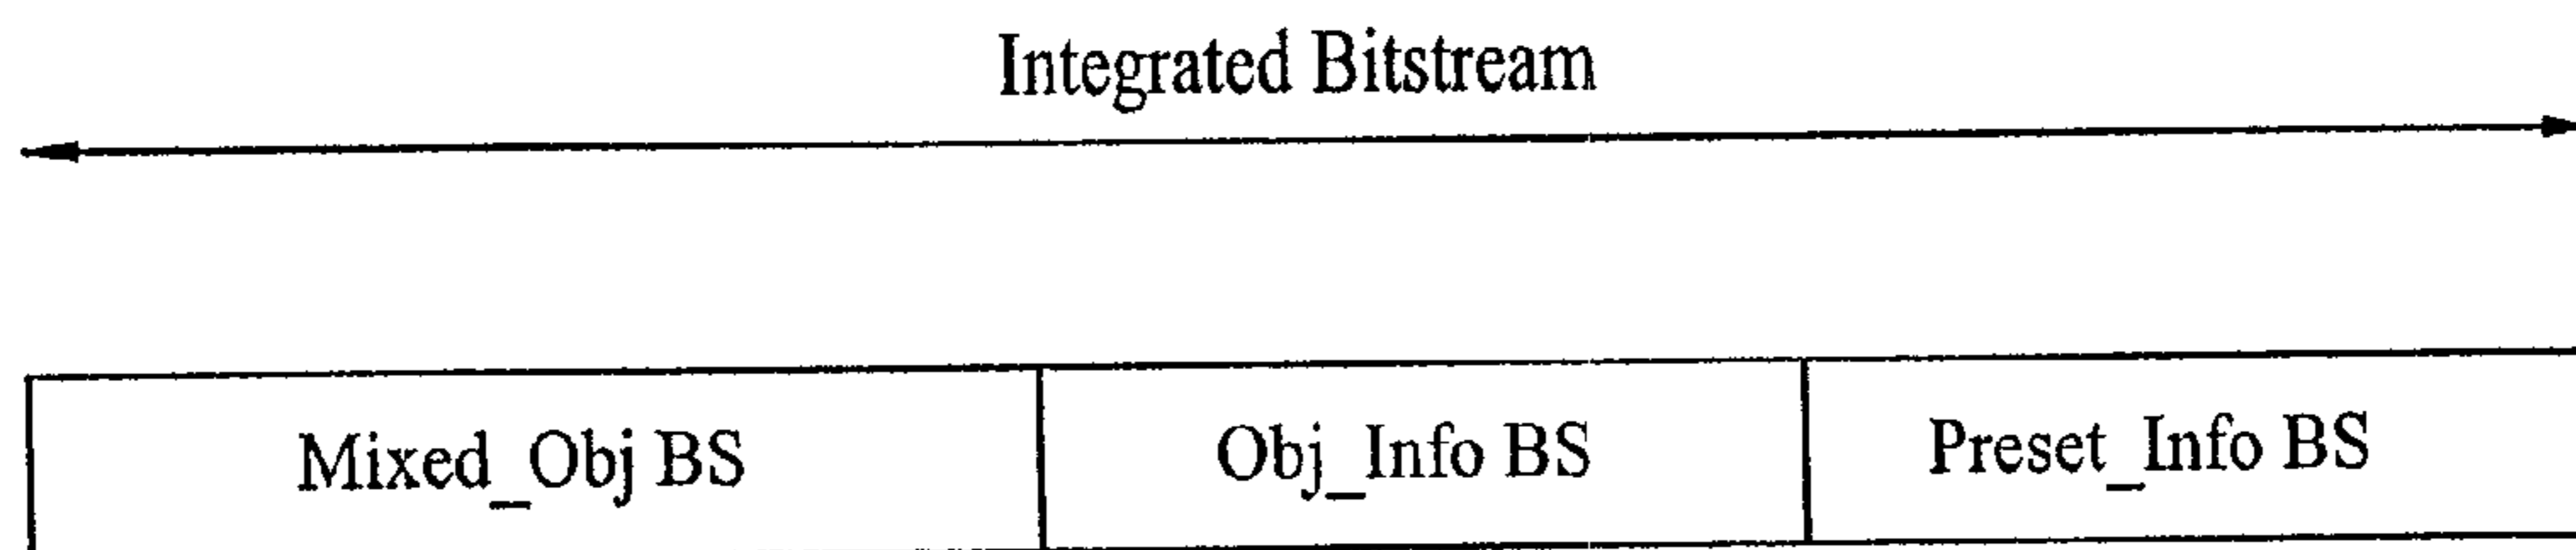 Integrated Bitstream
Mixed_Obj BS Obj_Info BS Preset_Info BS